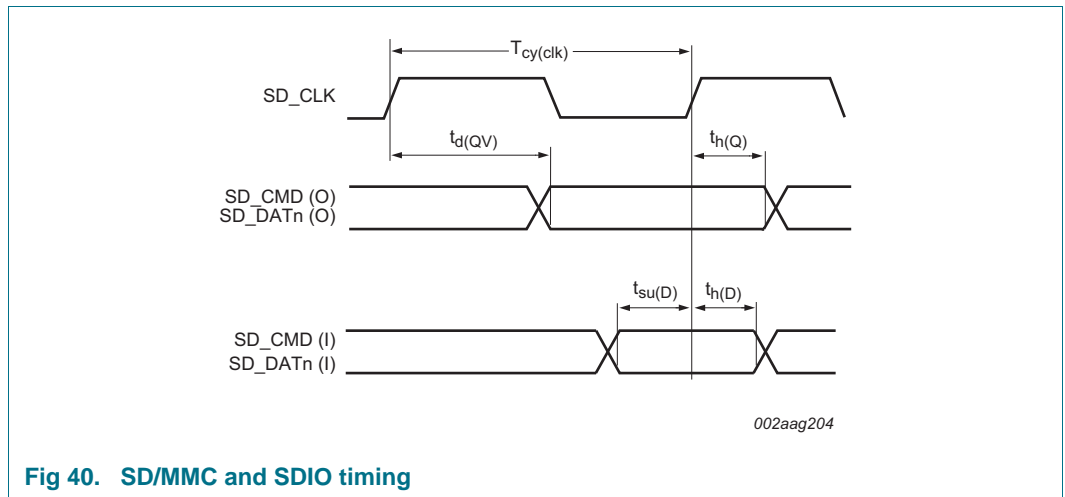 Tcy(clk)
SD_CLK
td(QV)
th(Q)
SD_CMD (O)
SD_DATn (O)
tsu(D)
th(D)
SD_CMD (I)
SD_DATn (I)
002aag204
Fig 40. SD/MMC and SDIO timing